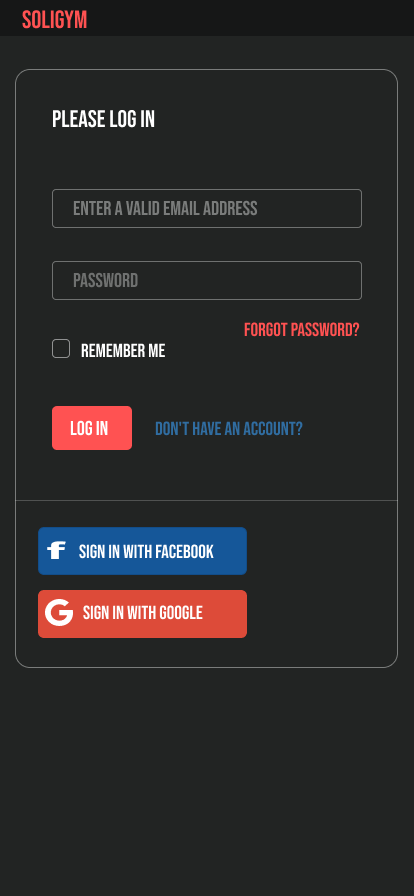 SOLIGYM
PLEASE LOG IN
ENTER A VALID EMAIL ADDRESS
PASSWORD
FORGOT PASSWORD?
REMEMBER ME
LOG IN
DON'T HAVE AN ACCOUNT?
SIGN IN WITH FACEBOOK
SIGN IN WITH GOOGLE